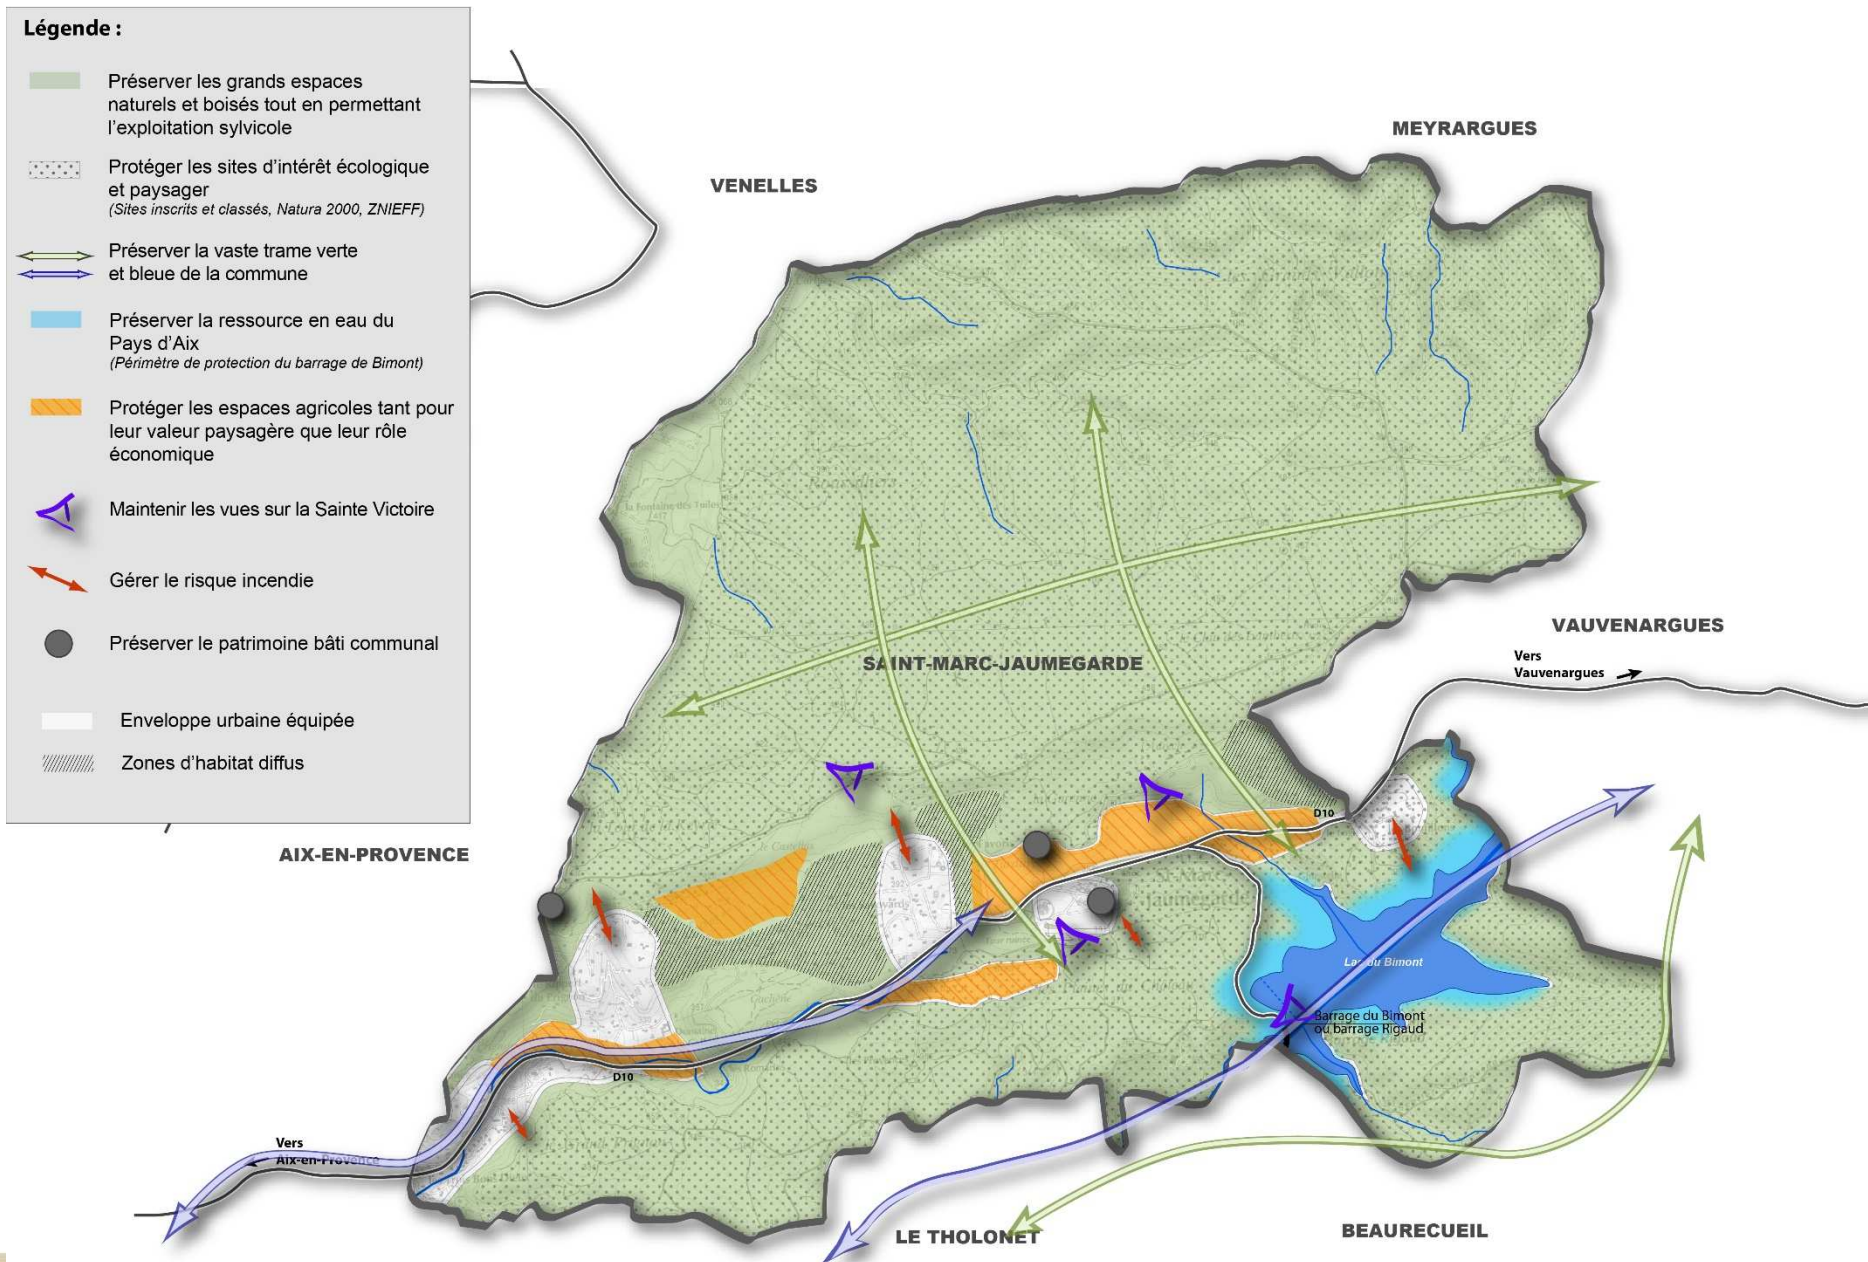 Légende :
Préserver les grands espaces
naturels et boisés tout en permettant
l'exploitation sylvicole
Protéger les sites d'intérêt écologique
et paysager
(Sites inscrits et classés, Natura 2000, ZNIEFF)
Préserver la vaste trame verte
et bleue de la commune
Préserver la ressource en eau du
Pays d'Aix
(Périmètre de protection du barrage de Bimont)
Protéger les espaces agricoles tant pour
leur valeur paysagère que leur rôle
économique
Maintenir les vues sur la Sainte Victoire
Gérer le risque incendie
Préserver le patrimoine bâti communal
Enveloppe urbaine équipée
Zones d'habitat diffus
MEYRARGUES
VENELLES
VAUVENARGUES
Vers
Vauvenargues
SAINT-MARC-JAUMEGARDE
D10
AIX-EN-PROVENCE
Jaumegarde
Lac du Bimont
Barrage du Bimont
ou barrage Rigaud
D10
Vers
Aix-en-Provence
LE THOLONET
BEAURECUEIL